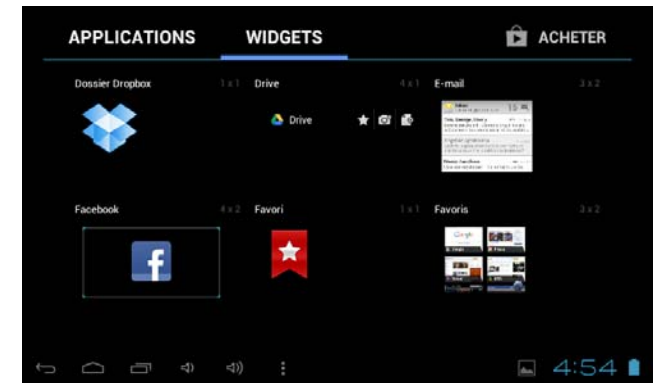 APPLICATIONS WIDGETS ACHETER
Dossier Dropbox 1 x 1 Drive 4 x 1 E-mail 3 x 2
Drive
Facebook 4 x 2 Favori 1 x 1 Favoris 3 x 2
Google
4:54